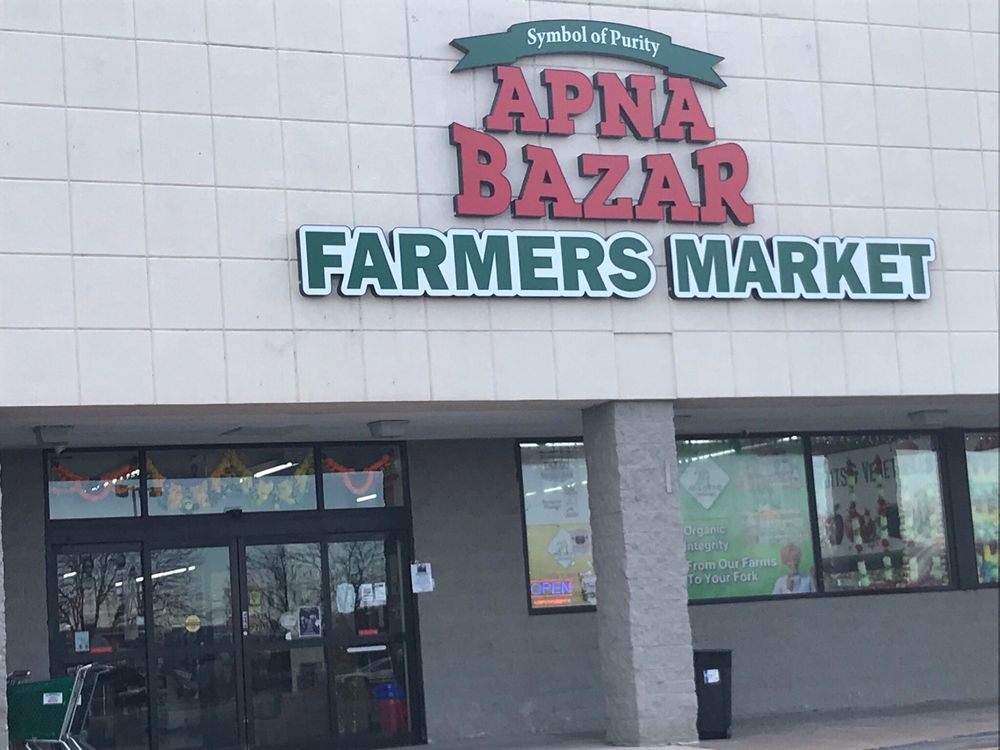 Symbol of Purity
APNA
BAZAR
FARMERS MARKET
Organic
Integrity
From Our Farms
To Your Fork
OPEN